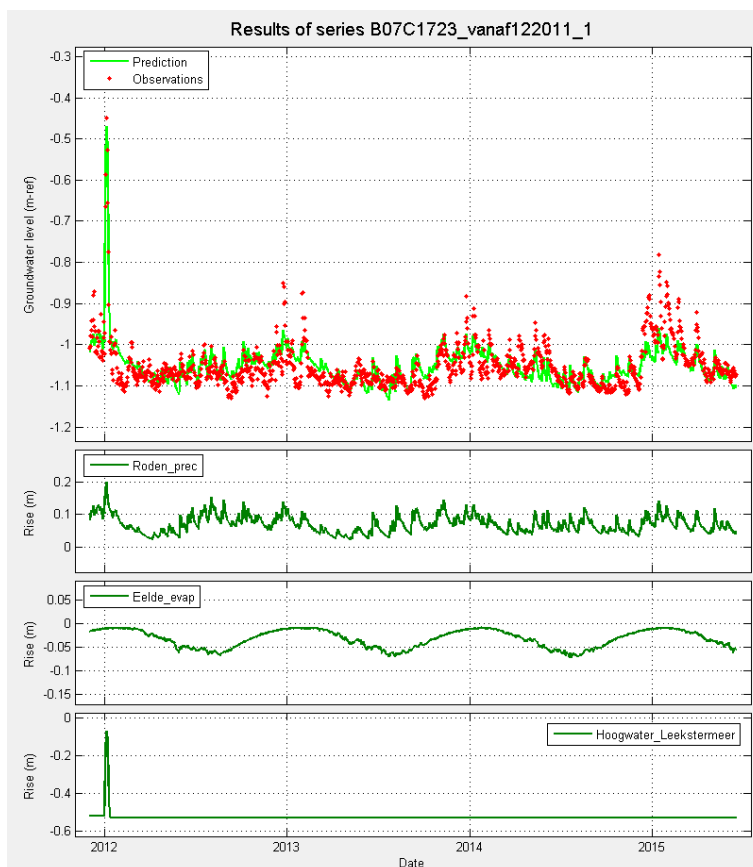 Results of series B07C1723_vanaf122011_1
-0.3
Prediction
Observations
-0.4
-0.5
-0.6
-0.7
-0.8
-0.9
-1
-1.1
-1.2
Groundwater level (m-ref)
Roden_prec
0.2
0.1
0
Rise (m)
Eelde_evap
0.05
0
-0.05
-0.1
-0.15
Rise (m)
Hoogwater_Leekstermeer
0
-0.2
-0.4
-0.6
Rise (m)
2012 2013 2014 2015
Date